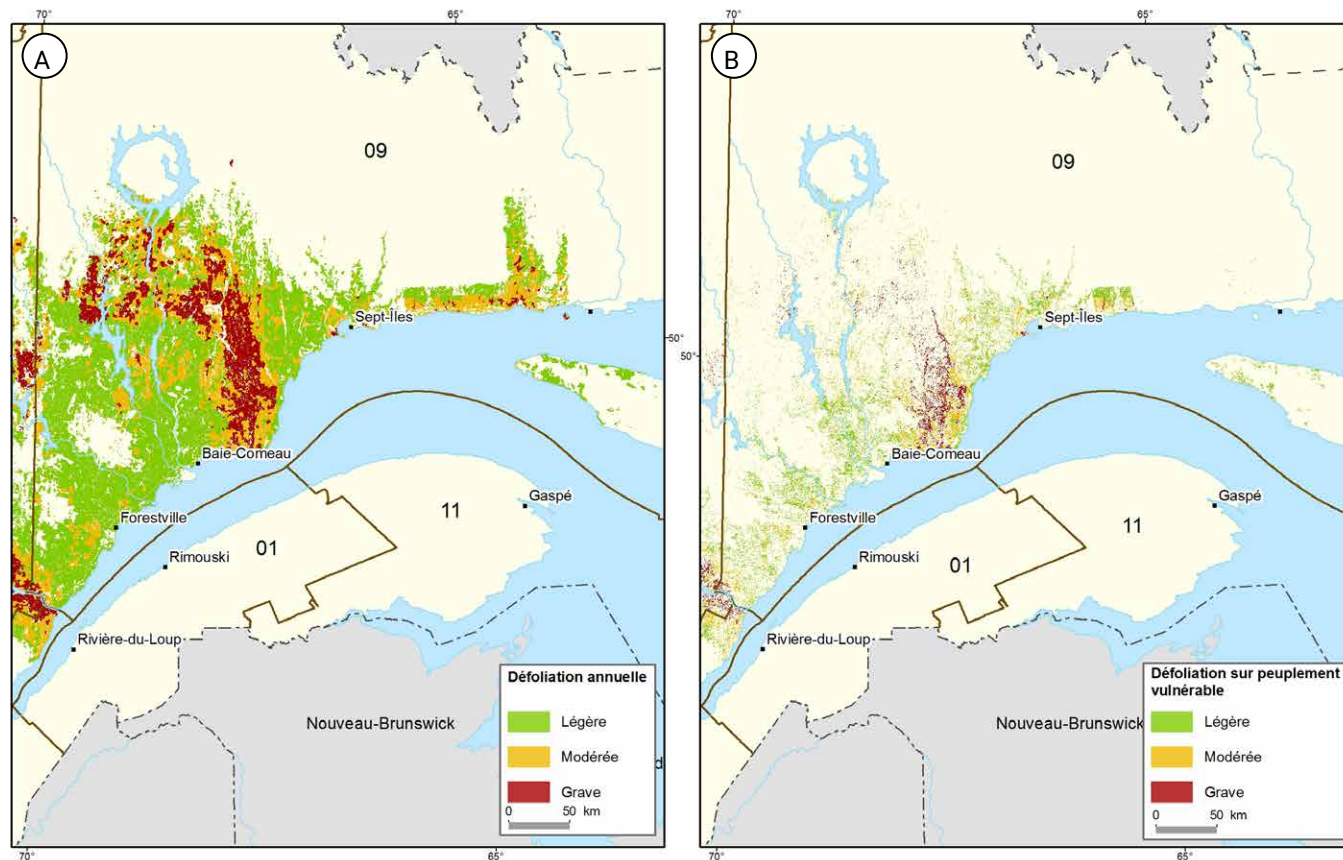 70°
65°
A
09
Sept-Îles
50°
Baie-Comeau
Gaspé
11
Forestville
Rimouski
01
Rivière-du-Loup
Nouveau-Brunswick
Défoliation annuelle
Légère
Modérée
Grave
0
50
km
d
70°
65°
70°
65°
B
09
Sept-Îles
50°
Baie-Comeau
Gaspé
11
Forestville
Rimouski
01
Rivière-du-Loup
Nouveau-Brunswick
Défoliation sur peuplement
vulnérable
Légère
Modérée
Grave
0
50
km
70°
65°